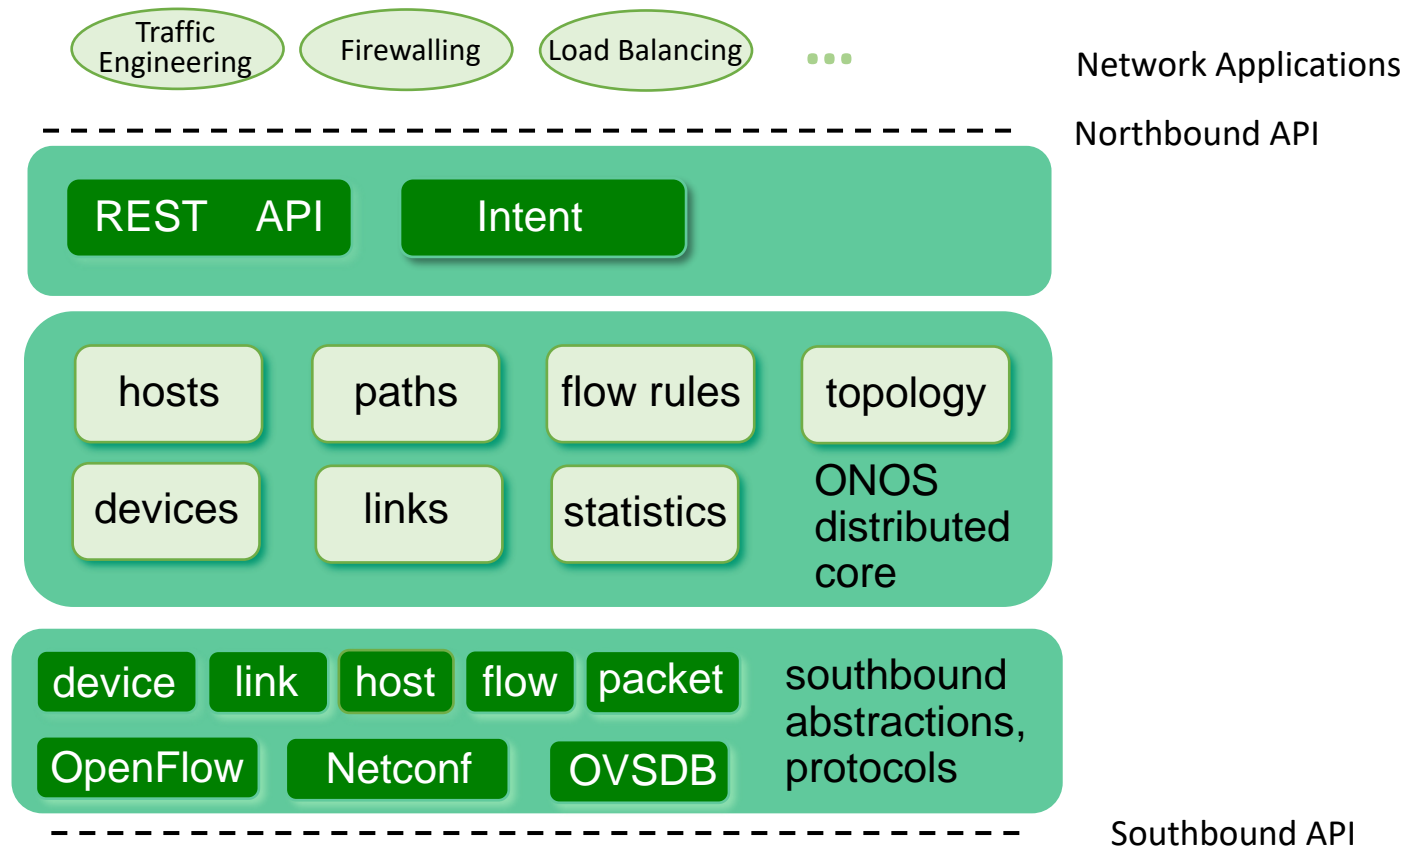 Traffic
Engineering
Firewalling
Load Balancing
...
Network Applications
Northbound API
REST API
Intent
hosts
paths
flow rules
topology
devices
links
statistics
ONOS
distributed
core
device
link
host
flow
packet
southbound
abstractions,
protocols
OpenFlow
Netconf
OVSDB
Southbound API